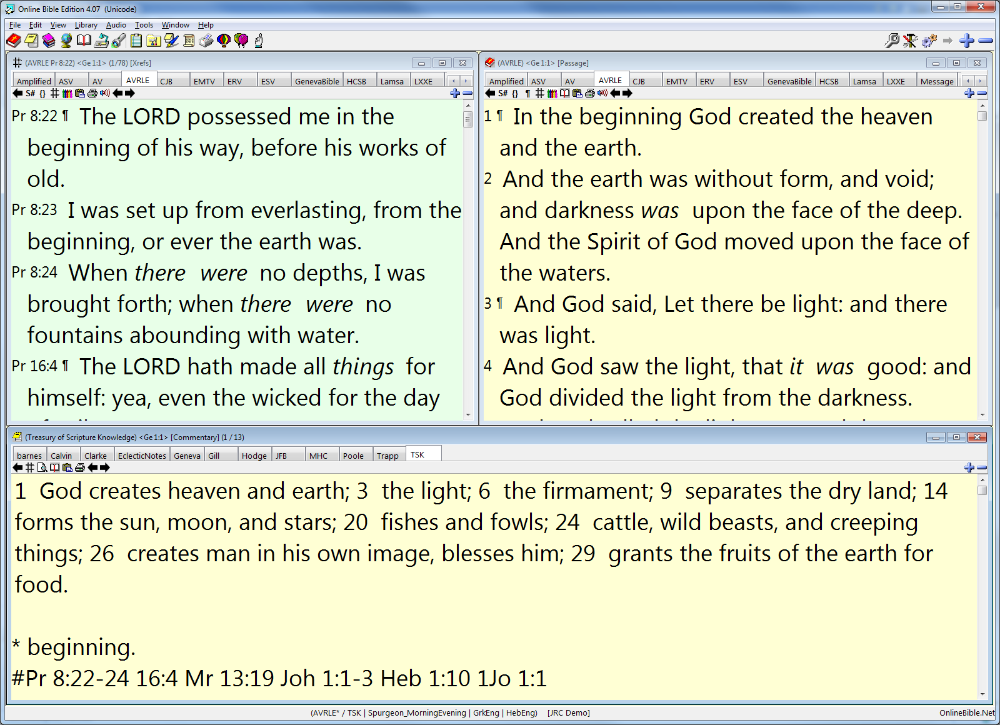 Online Bible Edition 4.07 (Unicode)
File Edit View Library Audio Tools Window Help
(AVRLE Pr 8:22) <Ge 1:1> (1/78) [Xrefs]
Amplified ASV AV AVRLE CJB EMTV ERV ESV GenevaBible HCSB Lamsa LXXE
S# {}
Pr 8:22 ¶ The LORD possessed me in the
beginning of his way, before his works of
old.
Pr 8:23 I was set up from everlasting, from the
beginning, or ever the earth was.
Pr 8:24 When there were no depths, I was
brought forth; when there were no
fountains abounding with water.
Pr 16:4 ¶ The LORD hath made all things for
himself: yea, even the wicked for the day
(AVRLE) <Ge 1:1> [Passage]
Amplified ASV AV AVRLE CJB EMTV ERV ESV GenevaBible HCSB Lamsa LXXE Message
S# {} ¶
1 ¶ In the beginning God created the heaven
and the earth.
2 And the earth was without form, and void;
and darkness was upon the face of the deep.
And the Spirit of God moved upon the face of
the waters.
3 ¶ And God said, Let there be light: and there
was light.
4 And God saw the light, that it was good: and
God divided the light from the darkness.
(Treasury of Scripture Knowledge) <Ge 1:1> [Commentary] (1 / 13)
barnes Calvin Clarke EclecticNotes Geneva Gill Hodge JFB MHC Poole Trapp TSK
1 God creates heaven and earth; 3 the light; 6 the firmament; 9 separates the dry land; 14
forms the sun, moon, and stars; 20 fishes and fowls; 24 cattle, wild beasts, and creeping
things; 26 creates man in his own image, blesses him; 29 grants the fruits of the earth for
food.
* beginning.
#Pr 8:22-24 16:4 Mr 13:19 Joh 1:1-3 Heb 1:10 1Jo 1:1
(AVRLE* / TSK | Spurgeon_MorningEvening | GrkEng | HebEng) [JRC Demo]
OnlineBible.Net